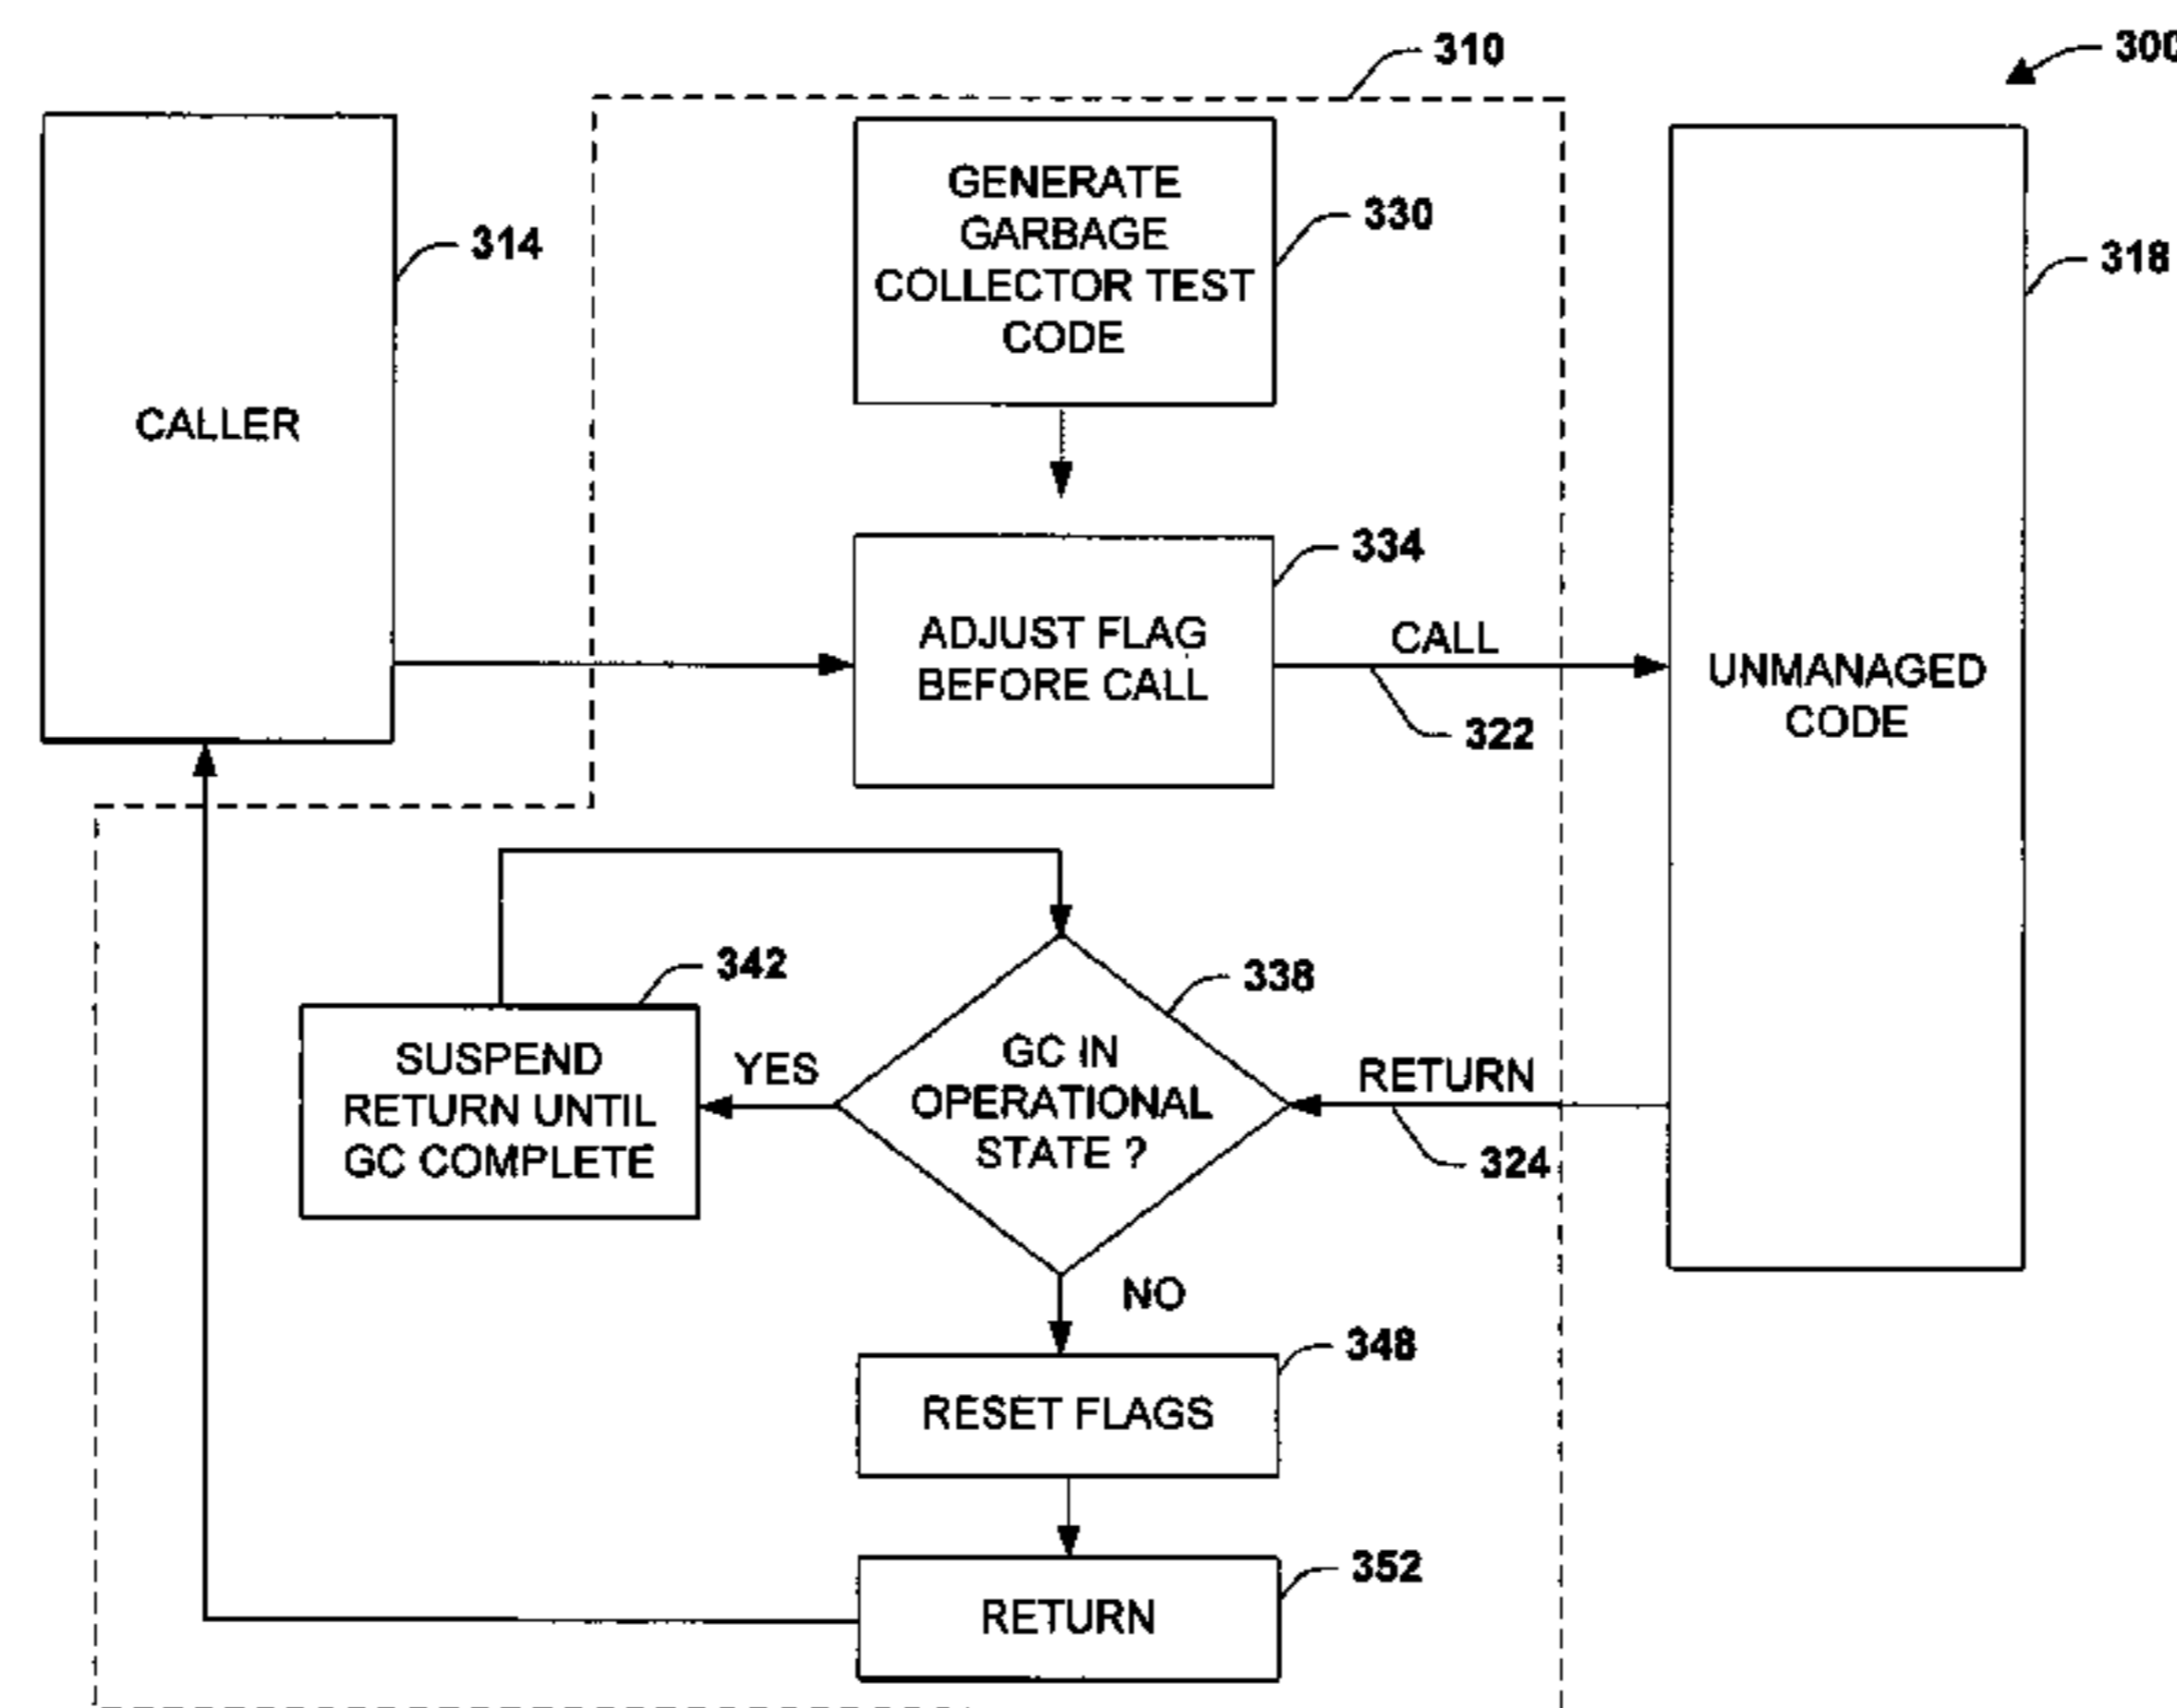 310
300
GENERATE
GARBAGE
COLLECTOR TEST
CODE
330
314
318
CALLER
334
ADJUST FLAG
BEFORE CALL
CALL
322
UNMANAGED
CODE
342
338
SUSPEND
RETURN UNTIL
GC COMPLETE
YES
GC IN
OPERATIONAL
STATE ?
RETURN
324
NO
348
RESET FLAGS
352
RETURN